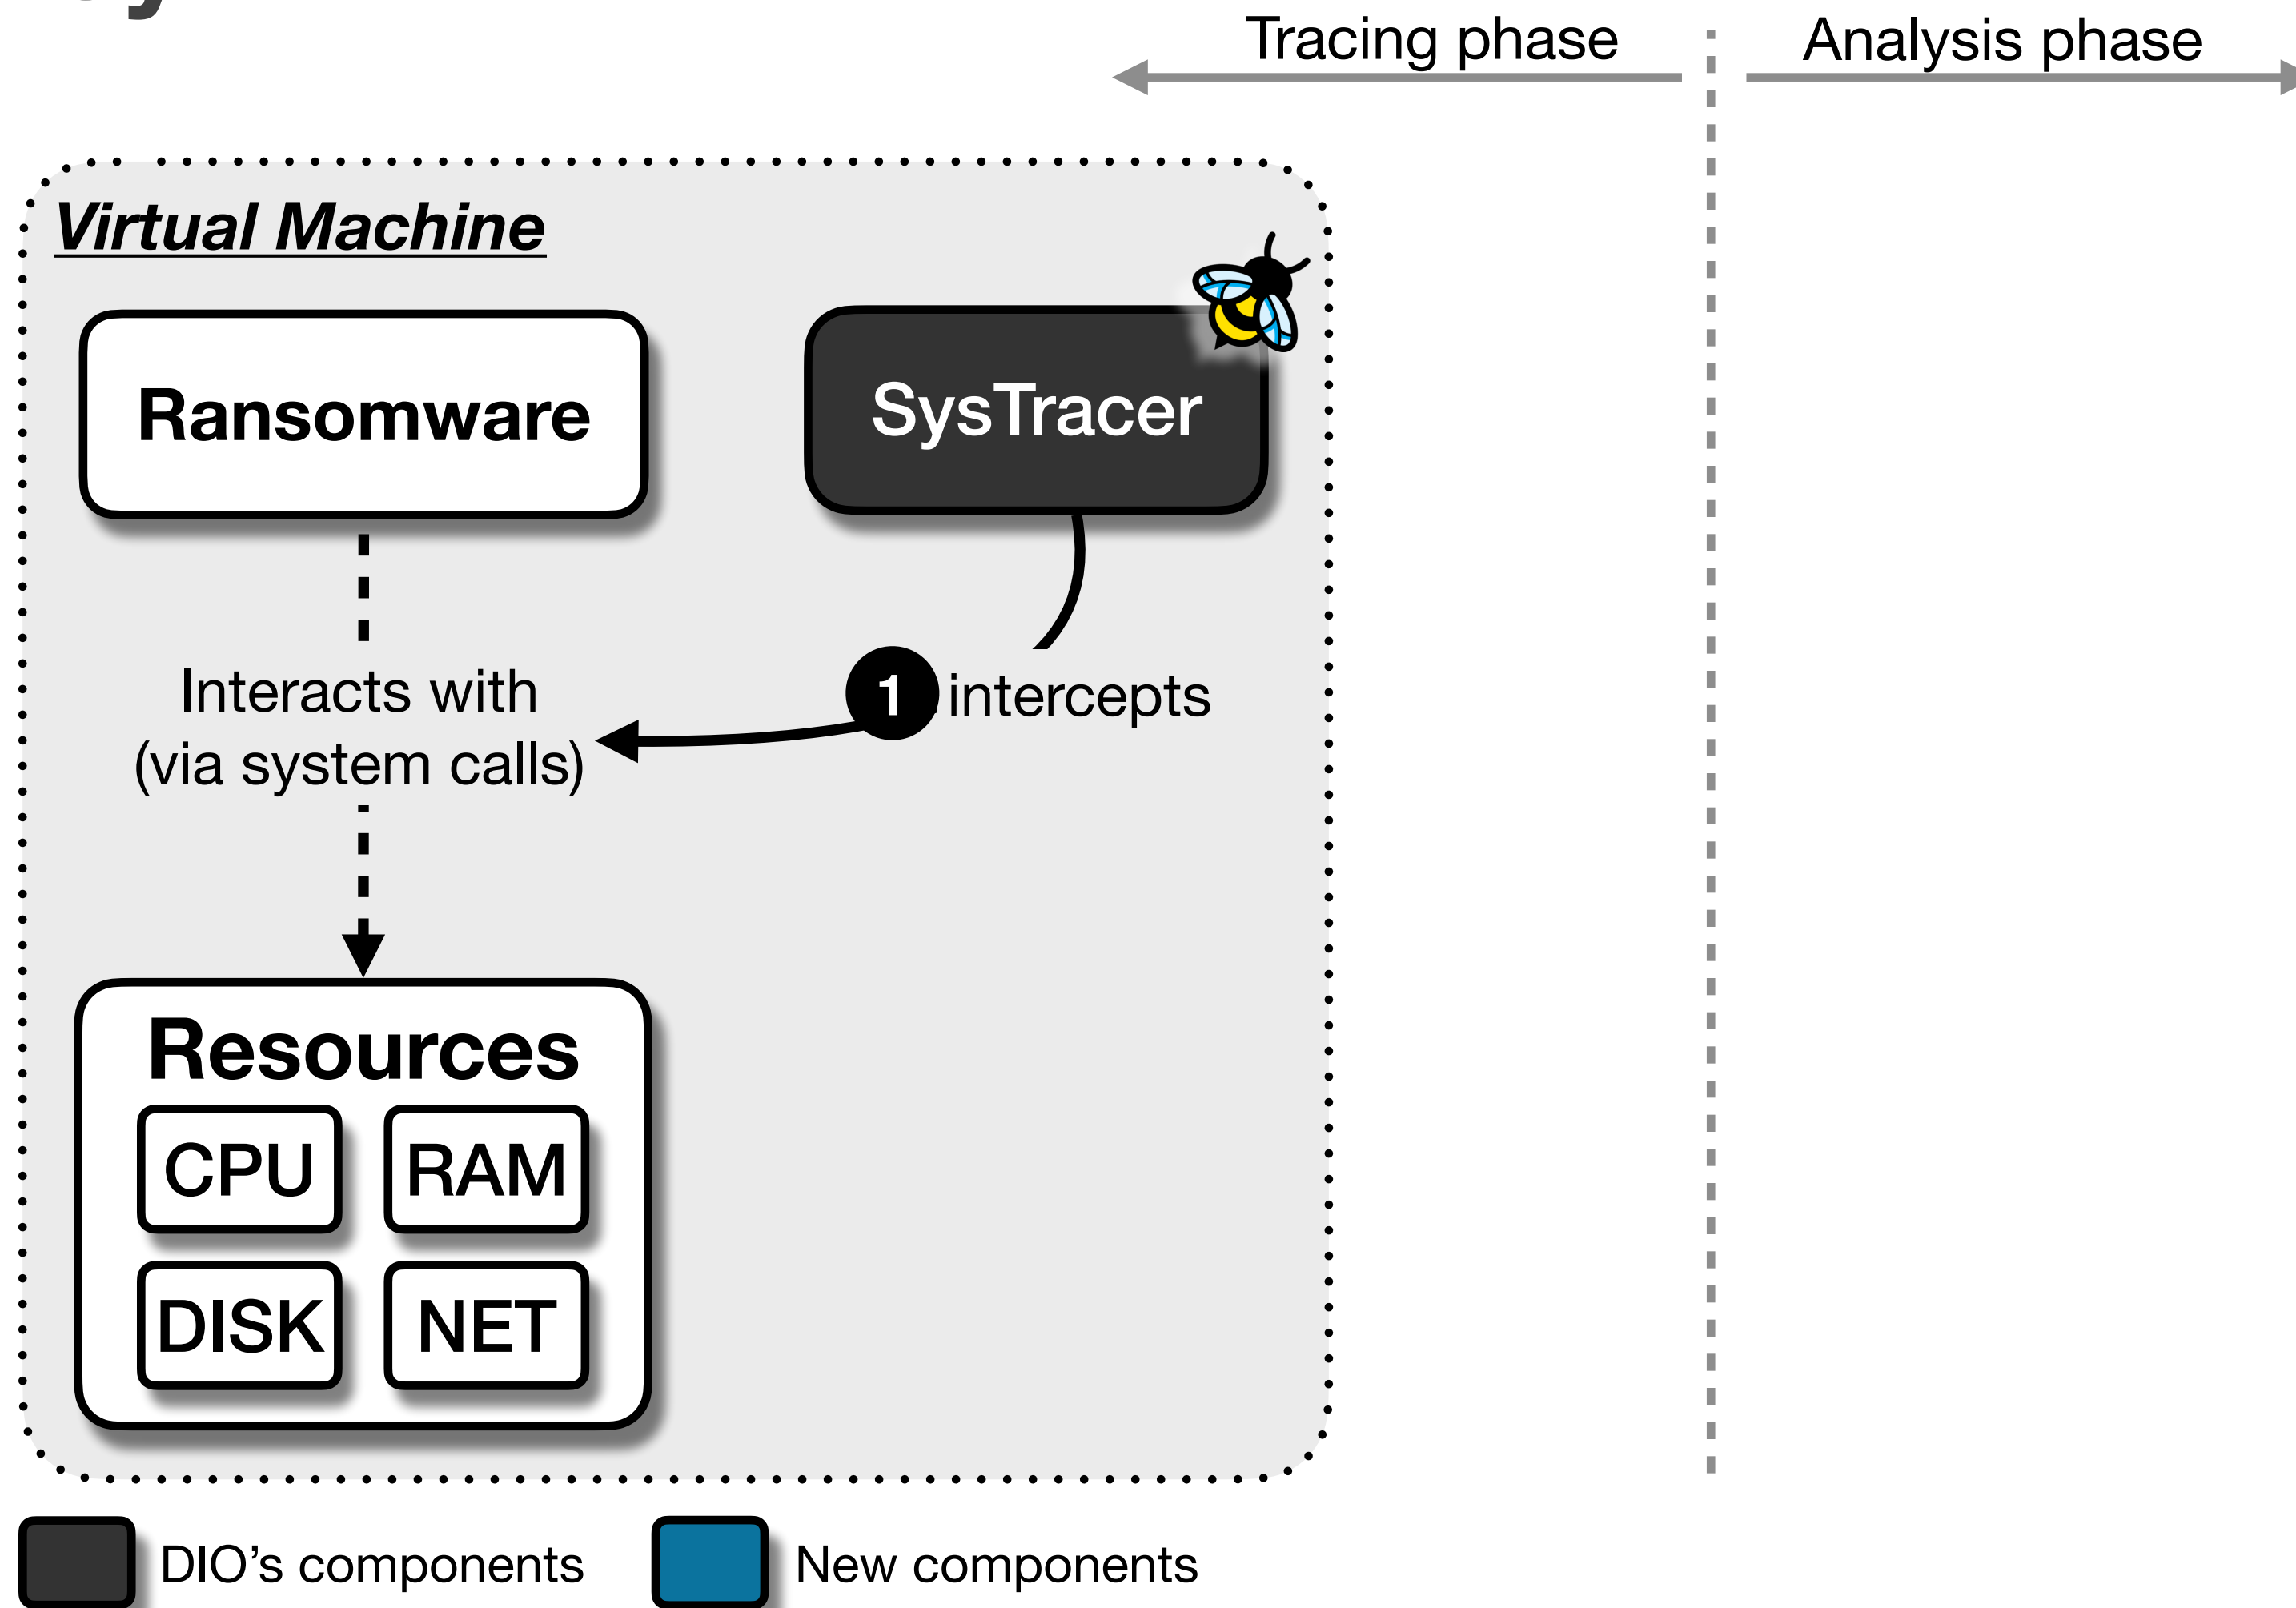 Tracing phase
Analysis phase
Virtual Machine
Ransomware
SysTracer
Interacts with
(via system calls)
1 intercepts
Resources
CPU
RAM
DISK
NET
DIO's components
New components